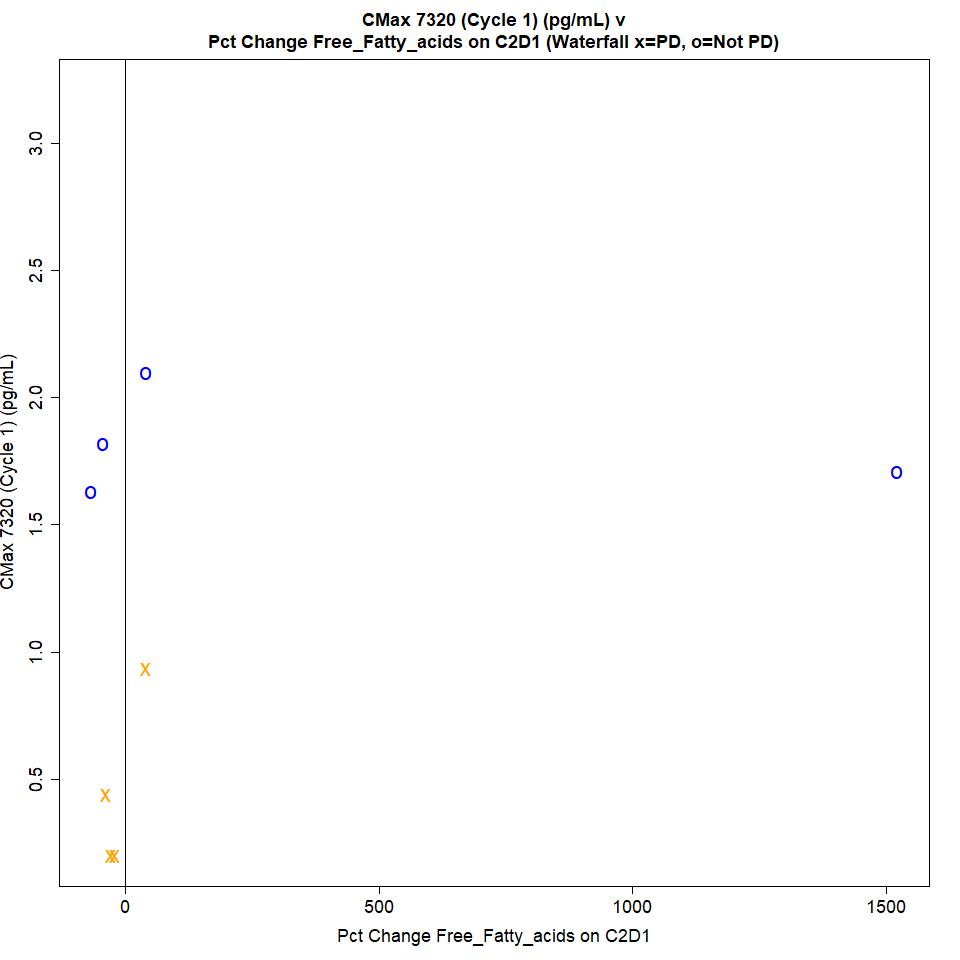 CMax 7320 (Cycle 1) (pg/mL) v
Pct Change Free_Fatty_acids on C2D1 (Waterfall x=PD, o=Not PD)
CMax 7320 (Cycle 1) (pg/mL)
3.0
2.5
2.0
1.5
1.0
0.5
O
O
O
O
X
X
XX
0
500
1000
1500
Pct Change Free_Fatty_acids on C2D1